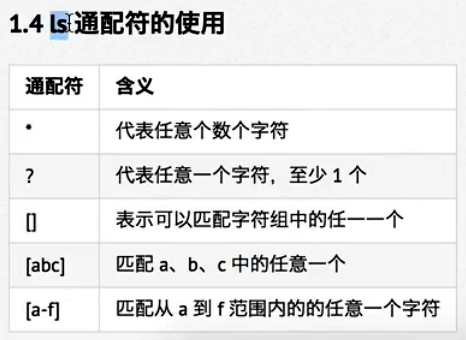 1.4 ls 通配符的使用
通配符 含义
* 代表任意个数个字符
? 代表任意一个字符，至少 1 个
[] 表示可以匹配字符组中的任一一个
[abc] 匹配 a、b、c 中的任意一个
[a-f] 匹配从 a 到 f 范围内的的任意一个字符